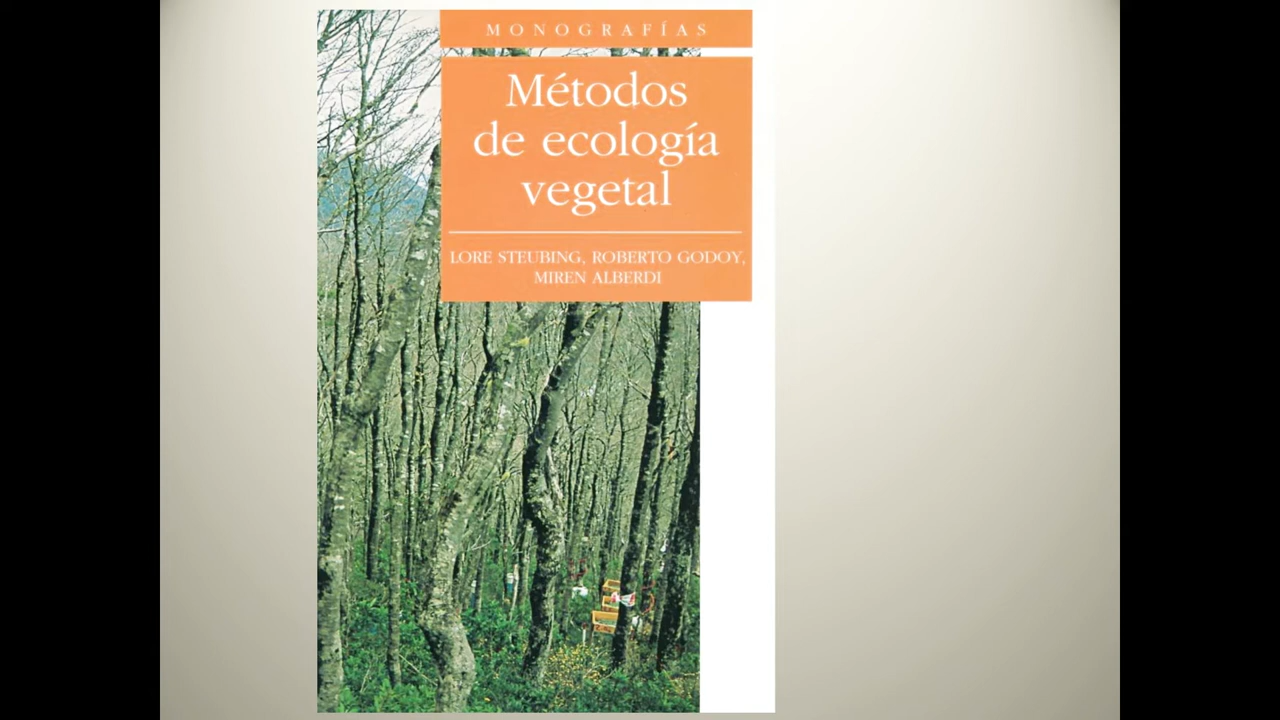 MONOGRAFÍAS
Métodos
de ecología
vegetal
LORE STEUBING, ROBERTO GODOY,
MIREN ALBERDI